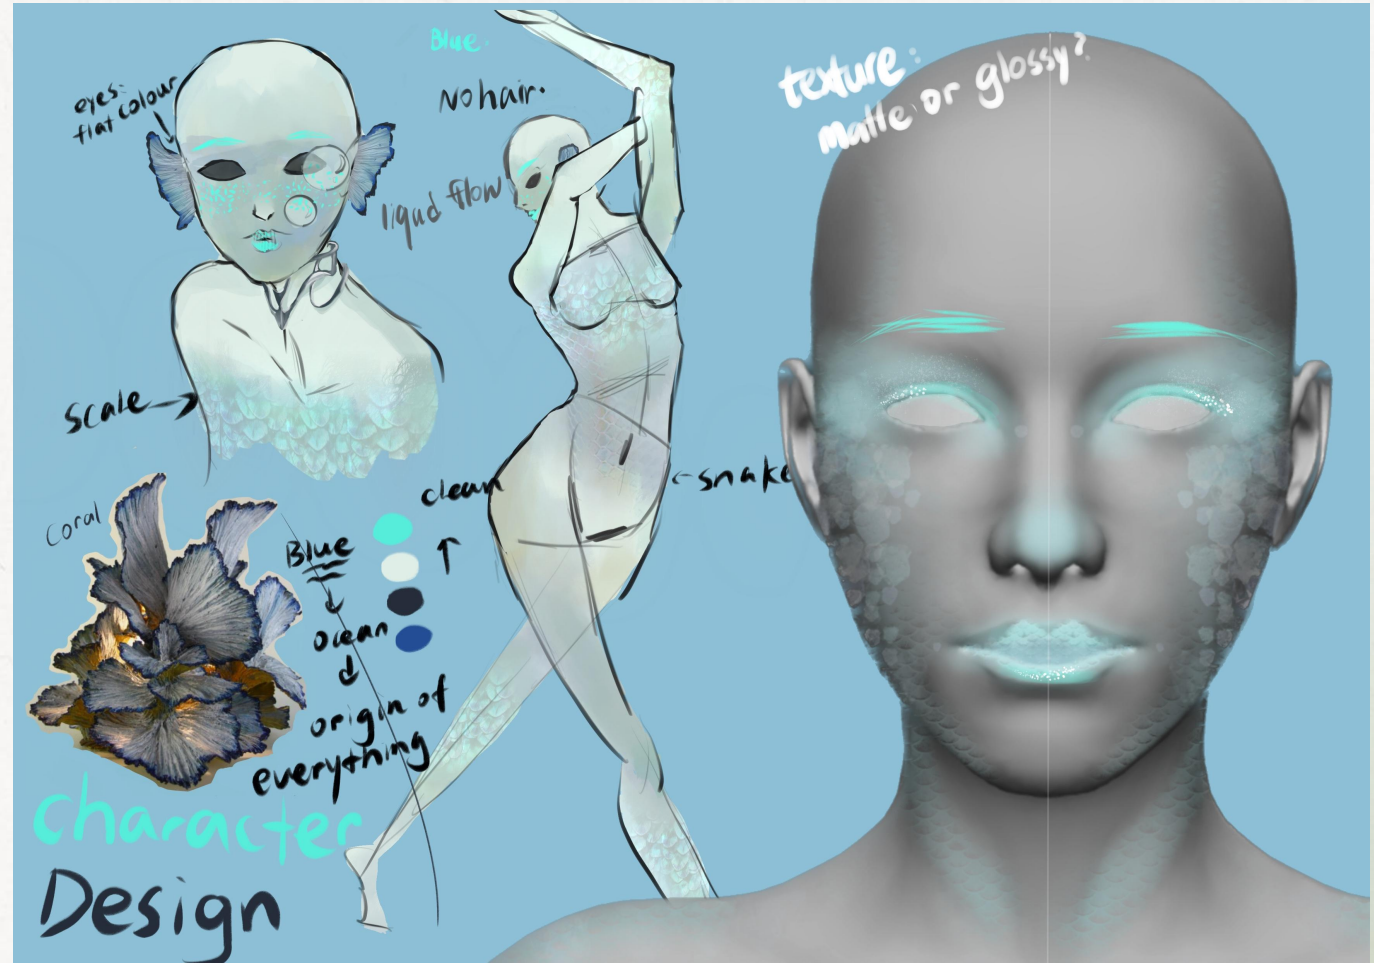 eyes:
flat colour
Blue.
No hair.
liqud flow
texture:
matte or glossy?
Scale
Coral
clean
snake
Blue
ocean
origin of
everything
Character
Design